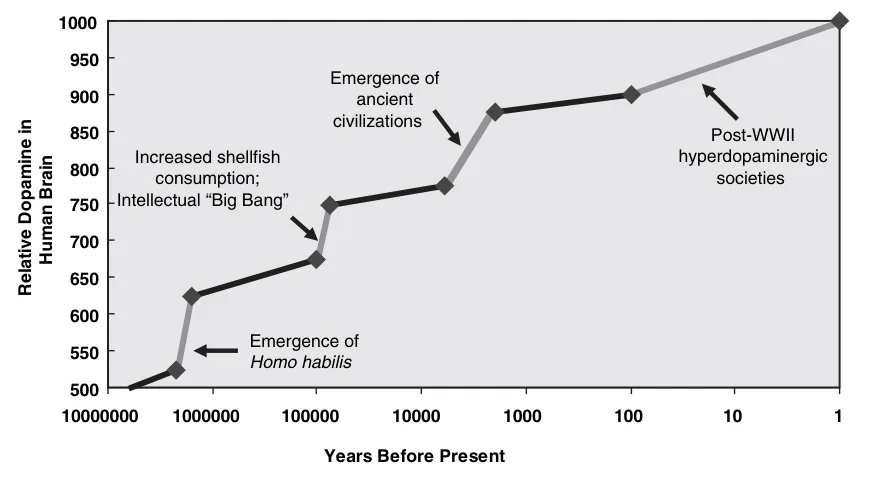 1000
950
900
850
800
750
700
650
600
550
500
Relative Dopamine in
Human Brain
Emergence of
ancient
civilizations
Increased shellfish
consumption;
Intellectual “Big Bang”
Post-WWII
hyperdopaminergic
societies
Emergence of
Homo habilis
10000000 1000000 100000 10000 1000 100 10 1
Years Before Present